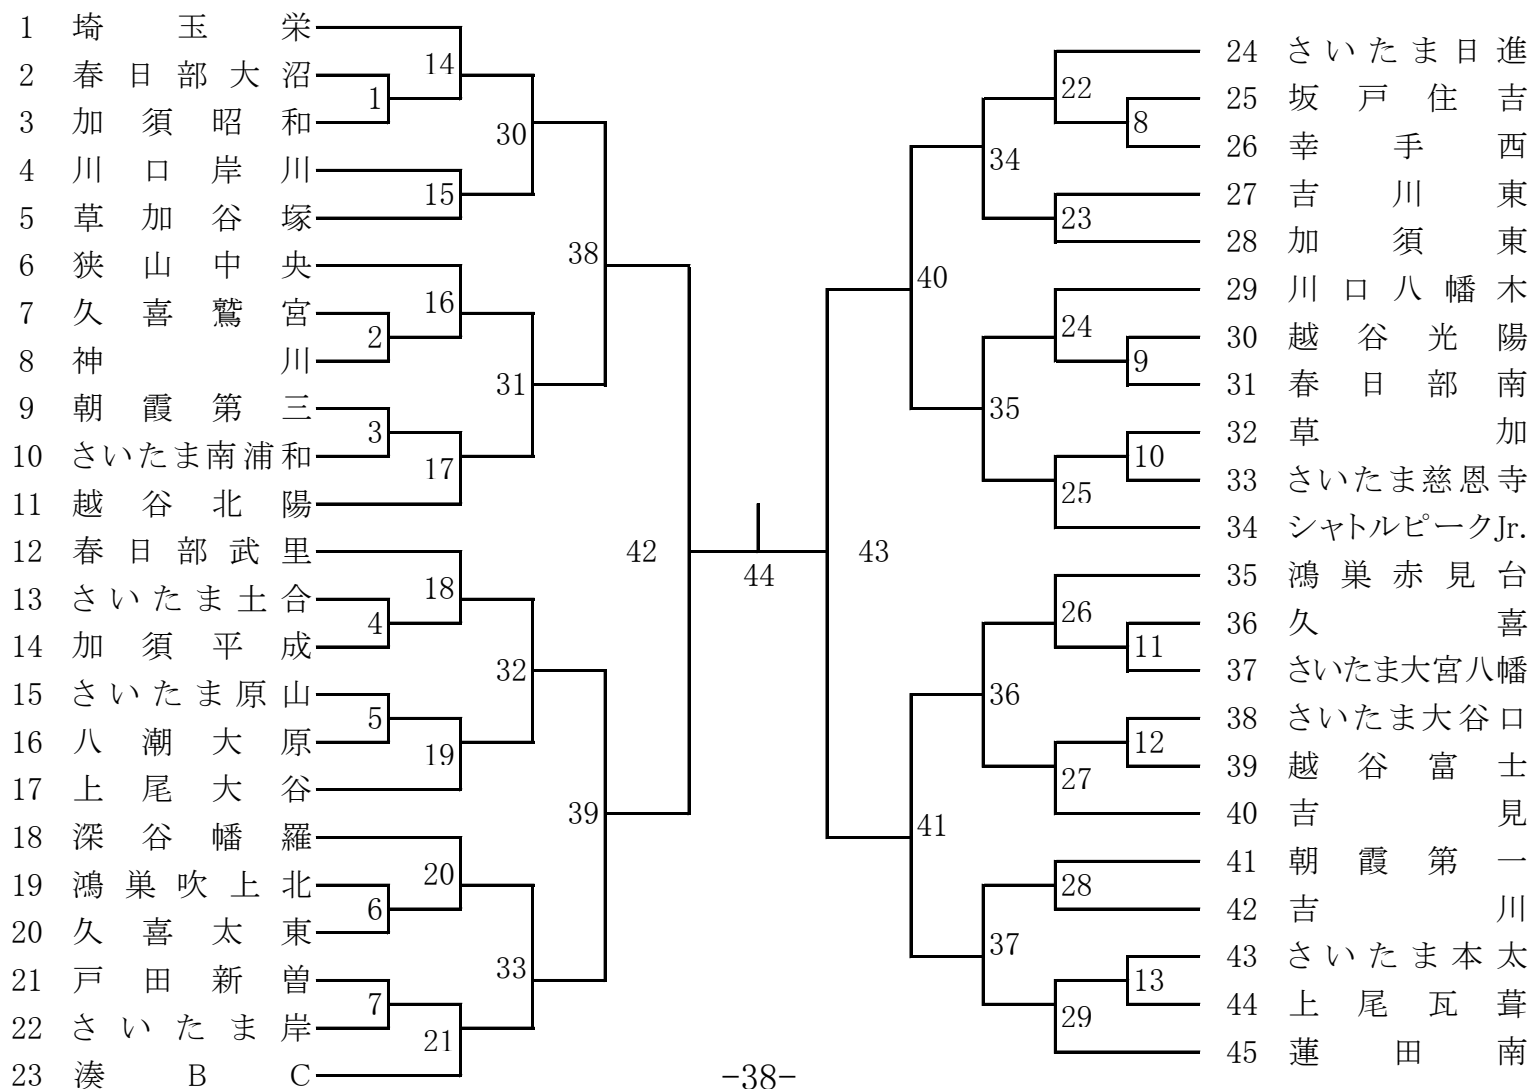 1 埼玉栄
2 春日部大沼
3 加須昭和
4 川口岸川
5 草加谷塚
6 狭山中央
7 久喜鷲宮
8 神川
9 朝霞第三
10 さいたま南浦和
11 越谷北陽
12 春日部武里
13 さいたま土合
14 加須平成
15 さいたま原山
16 八潮大原
17 上尾大谷
18 深谷幡羅
19 鴻巣吹上北
20 久喜太東
21 戸田新曽
22 さいたま岸
23 湊BC
1
2
3
4
5
6
7
14
15
16
17
18
19
20
21
30
31
32
33
38
39
42
44
43
40
41
34
35
36
37
22
23
24
25
26
27
28
29
8
9
10
11
12
13
24 さいたま日進
25 坂戸住吉
26 幸手西
27 吉川東
28 加須東
29 川口八幡木
30 越谷光陽
31 春日部南
32 草加
33 さいたま慈恩寺
34 シャトルピークJr.
35 鴻巣赤見台
36 久喜
37 さいたま大宮八幡
38 さいたま大谷口
39 越谷富士
40 吉見
41 朝霞第一
42 吉川
43 さいたま本太
44 上尾瓦葺
45 蓮田南
-38-